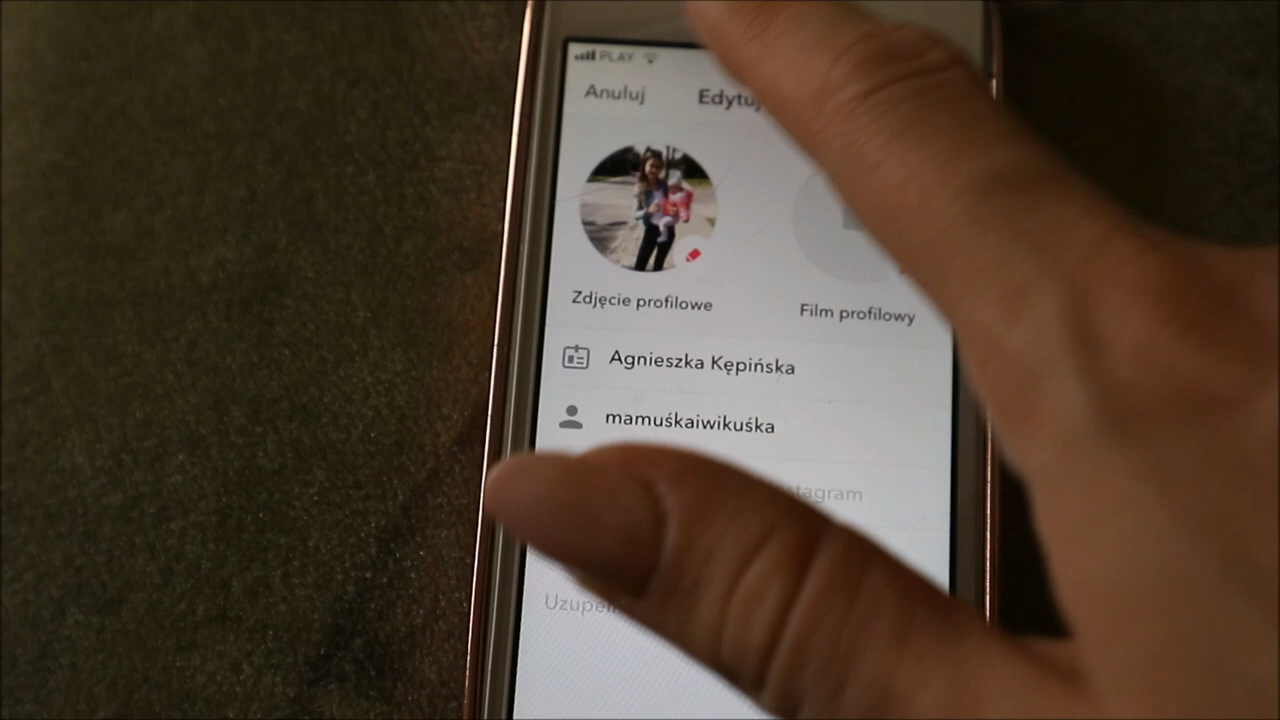 PLAY
Anuluj Edytuj
Zdjęcie profilowe Film profilowy
Agnieszka Kępińska
mamuśkaiwikuśka